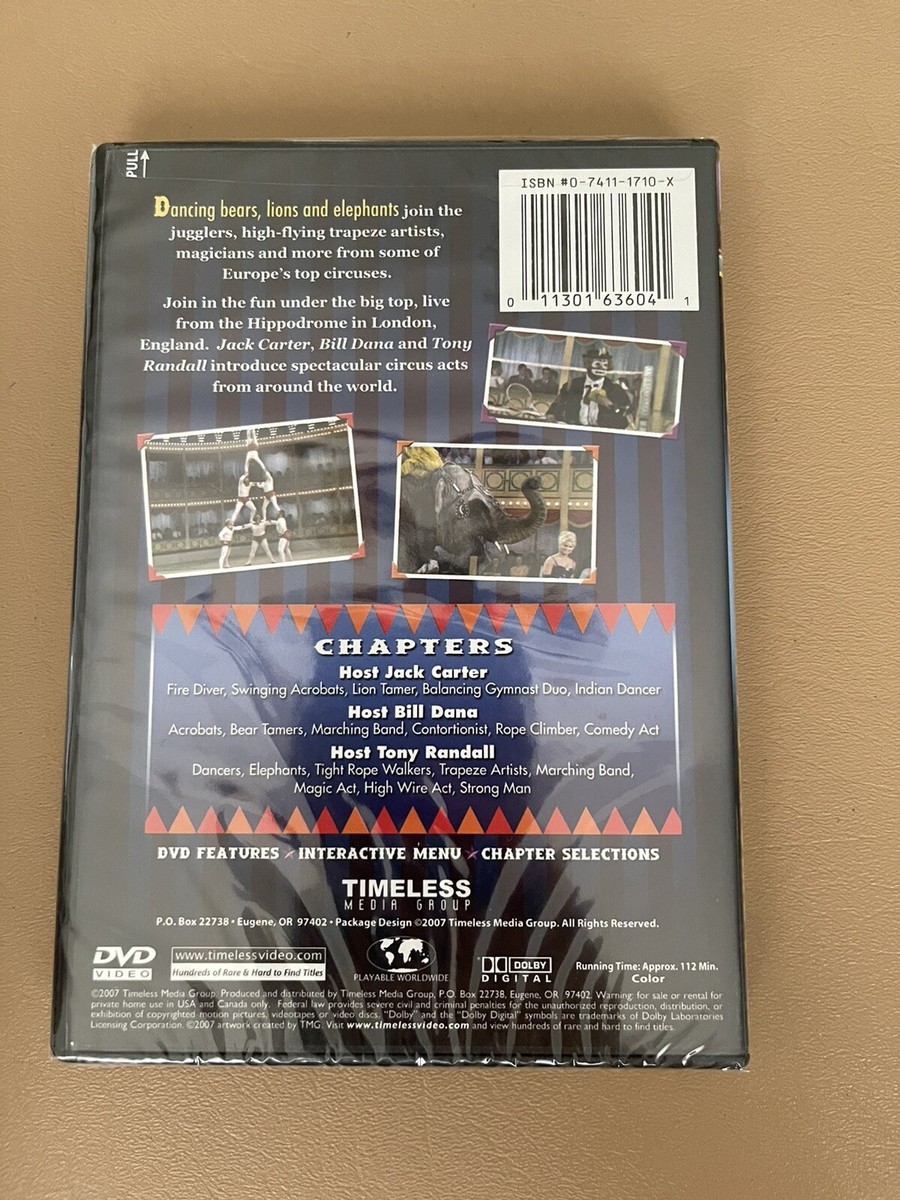 PULL
ISBN #0-7411-1710-X
0 11301 63604 1
Dancing bears, lions and elephants join the
jugglers, high-flying trapeze artists,
magicians and more from some of
Europe's top circuses.
Join in the fun under the big top, live
from the Hippodrome in London,
England. Jack Carter, Bill Dana and Tony
Randall introduce spectacular circus acts
from around the world.
CHAPTERS
Host Jack Carter
Fire Diver, Swinging Acrobats, Lion Tamer, Balancing Gymnast Duo, Indian Dancer
Host Bill Dana
Acrobats, Bear Tamers, Marching Band, Contortionist, Rope Climber, Comedy Act
Host Tony Randall
Dancers, Elephants, Tight Rope Walkers, Trapeze Artists, Marching Band,
Magic Act, High Wire Act, Strong Man
DVD FEATURES INTERACTIVE MENU CHAPTER SELECTIONS
TIMELESS
MEDIA GROUP
P.O. Box 22738 • Eugene, OR 97402 • Package Design ©2007 Timeless Media Group. All Rights Reserved.
DVD
VIDEO
www.timelessvideo.com
Hundreds of Rare & Hard to Find Titles
PLAYABLE WORLDWIDE
DOLBY
DIGITAL
Running Time: Approx. 112 Min.
Color
©2007 Timeless Media Group. Produced and distributed by Timeless Media Group, P.O. Box 22738, Eugene, OR 97402. Warning: for sale or rental for
private home use in USA and Canada only. Federal law provides severe civil and criminal penalties for the unauthorized reproduction, distribution, or
exhibition of copyrighted motion pictures, videotapes or video discs. "Dolby" and the "Dolby Digital" symbols are trademarks of Dolby Laboratories
Licensing Corporation. ©2007 artwork created by TMG. Visit www.timelessvideo.com and view hundreds of rare and hard to find titles.